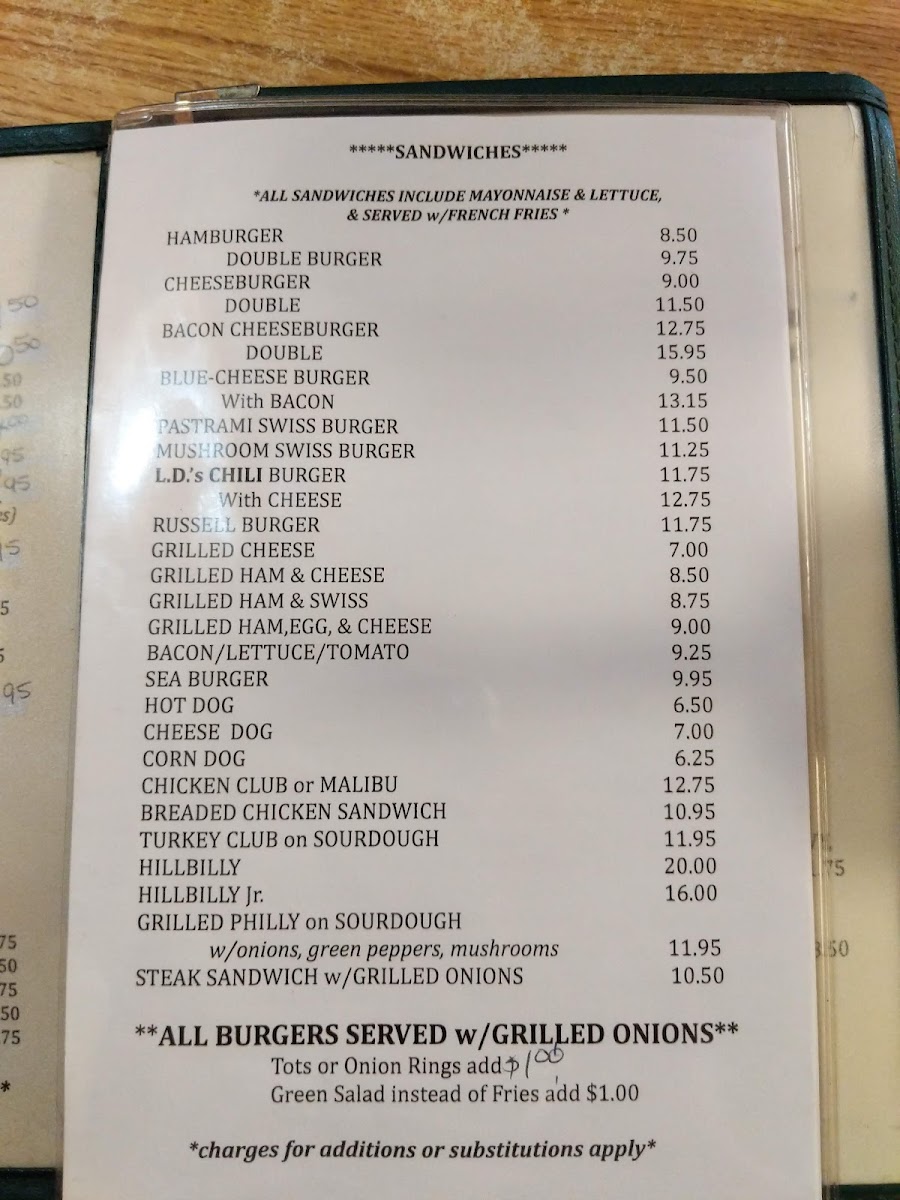 *****SANDWICHES*****
*ALL SANDWICHES INCLUDE MAYONNAISE & LETTUCE,
& SERVED w/FRENCH FRIES *
HAMBURGER 8.50
DOUBLE BURGER 9.75
CHEESEBURGER 9.00
DOUBLE 11.50
BACON CHEESEBURGER 12.75
DOUBLE 15.95
BLUE-CHEESE BURGER 9.50
With BACON 13.15
PASTRAMI SWISS BURGER 11.50
MUSHROOM SWISS BURGER 11.25
L.D.'s CHILI BURGER 11.75
With CHEESE 12.75
RUSSELL BURGER 11.75
GRILLED CHEESE 7.00
GRILLED HAM & CHEESE 8.50
GRILLED HAM & SWISS 8.75
GRILLED HAM,EGG, & CHEESE 9.00
BACON/LETTUCE/TOMATO 9.25
SEA BURGER 9.95
HOT DOG 6.50
CHEESE DOG 7.00
CORN DOG 6.25
CHICKEN CLUB or MALIBU 12.75
BREADED CHICKEN SANDWICH 10.95
TURKEY CLUB on SOURDOUGH 11.95
HILLBILLY 20.00
HILLBILLY Jr. 16.00
GRILLED PHILLY on SOURDOUGH
w/onions, green peppers, mushrooms 11.95
STEAK SANDWICH w/GRILLED ONIONS 10.50
**ALL BURGERS SERVED w/GRILLED ONIONS**
Tots or Onion Rings add $1.00
Green Salad instead of Fries add $1.00
*charges for additions or substitutions apply*